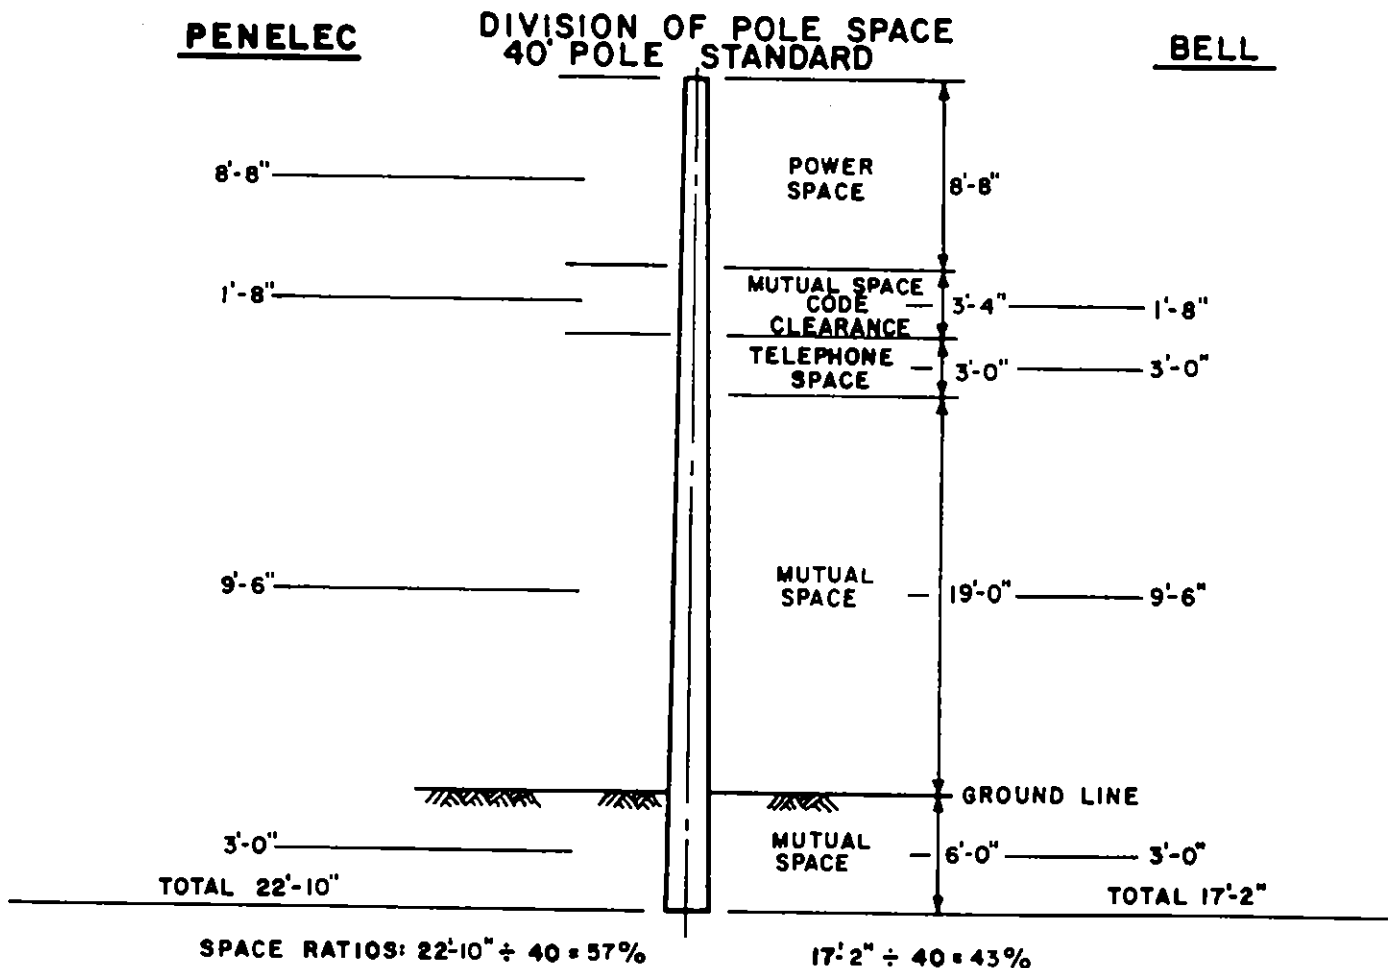 PENELEC
DIVISION OF POLE SPACE
40' POLE STANDARD
BELL
8'-8"
POWER
SPACE
8'-8"
1'-8"
MUTUAL SPACE
CODE
CLEARANCE
3'-4"
1'-8"
TELEPHONE
SPACE
3'-0"
3'-0"
9'-6"
MUTUAL
SPACE
19'-0"
9'-6"
GROUND LINE
3'-0"
MUTUAL
SPACE
6'-0"
3'-0"
TOTAL 22'-10"
TOTAL 17'-2"
SPACE RATIOS: 22'-10" ÷ 40 = 57%
17'-2" ÷ 40 = 43%